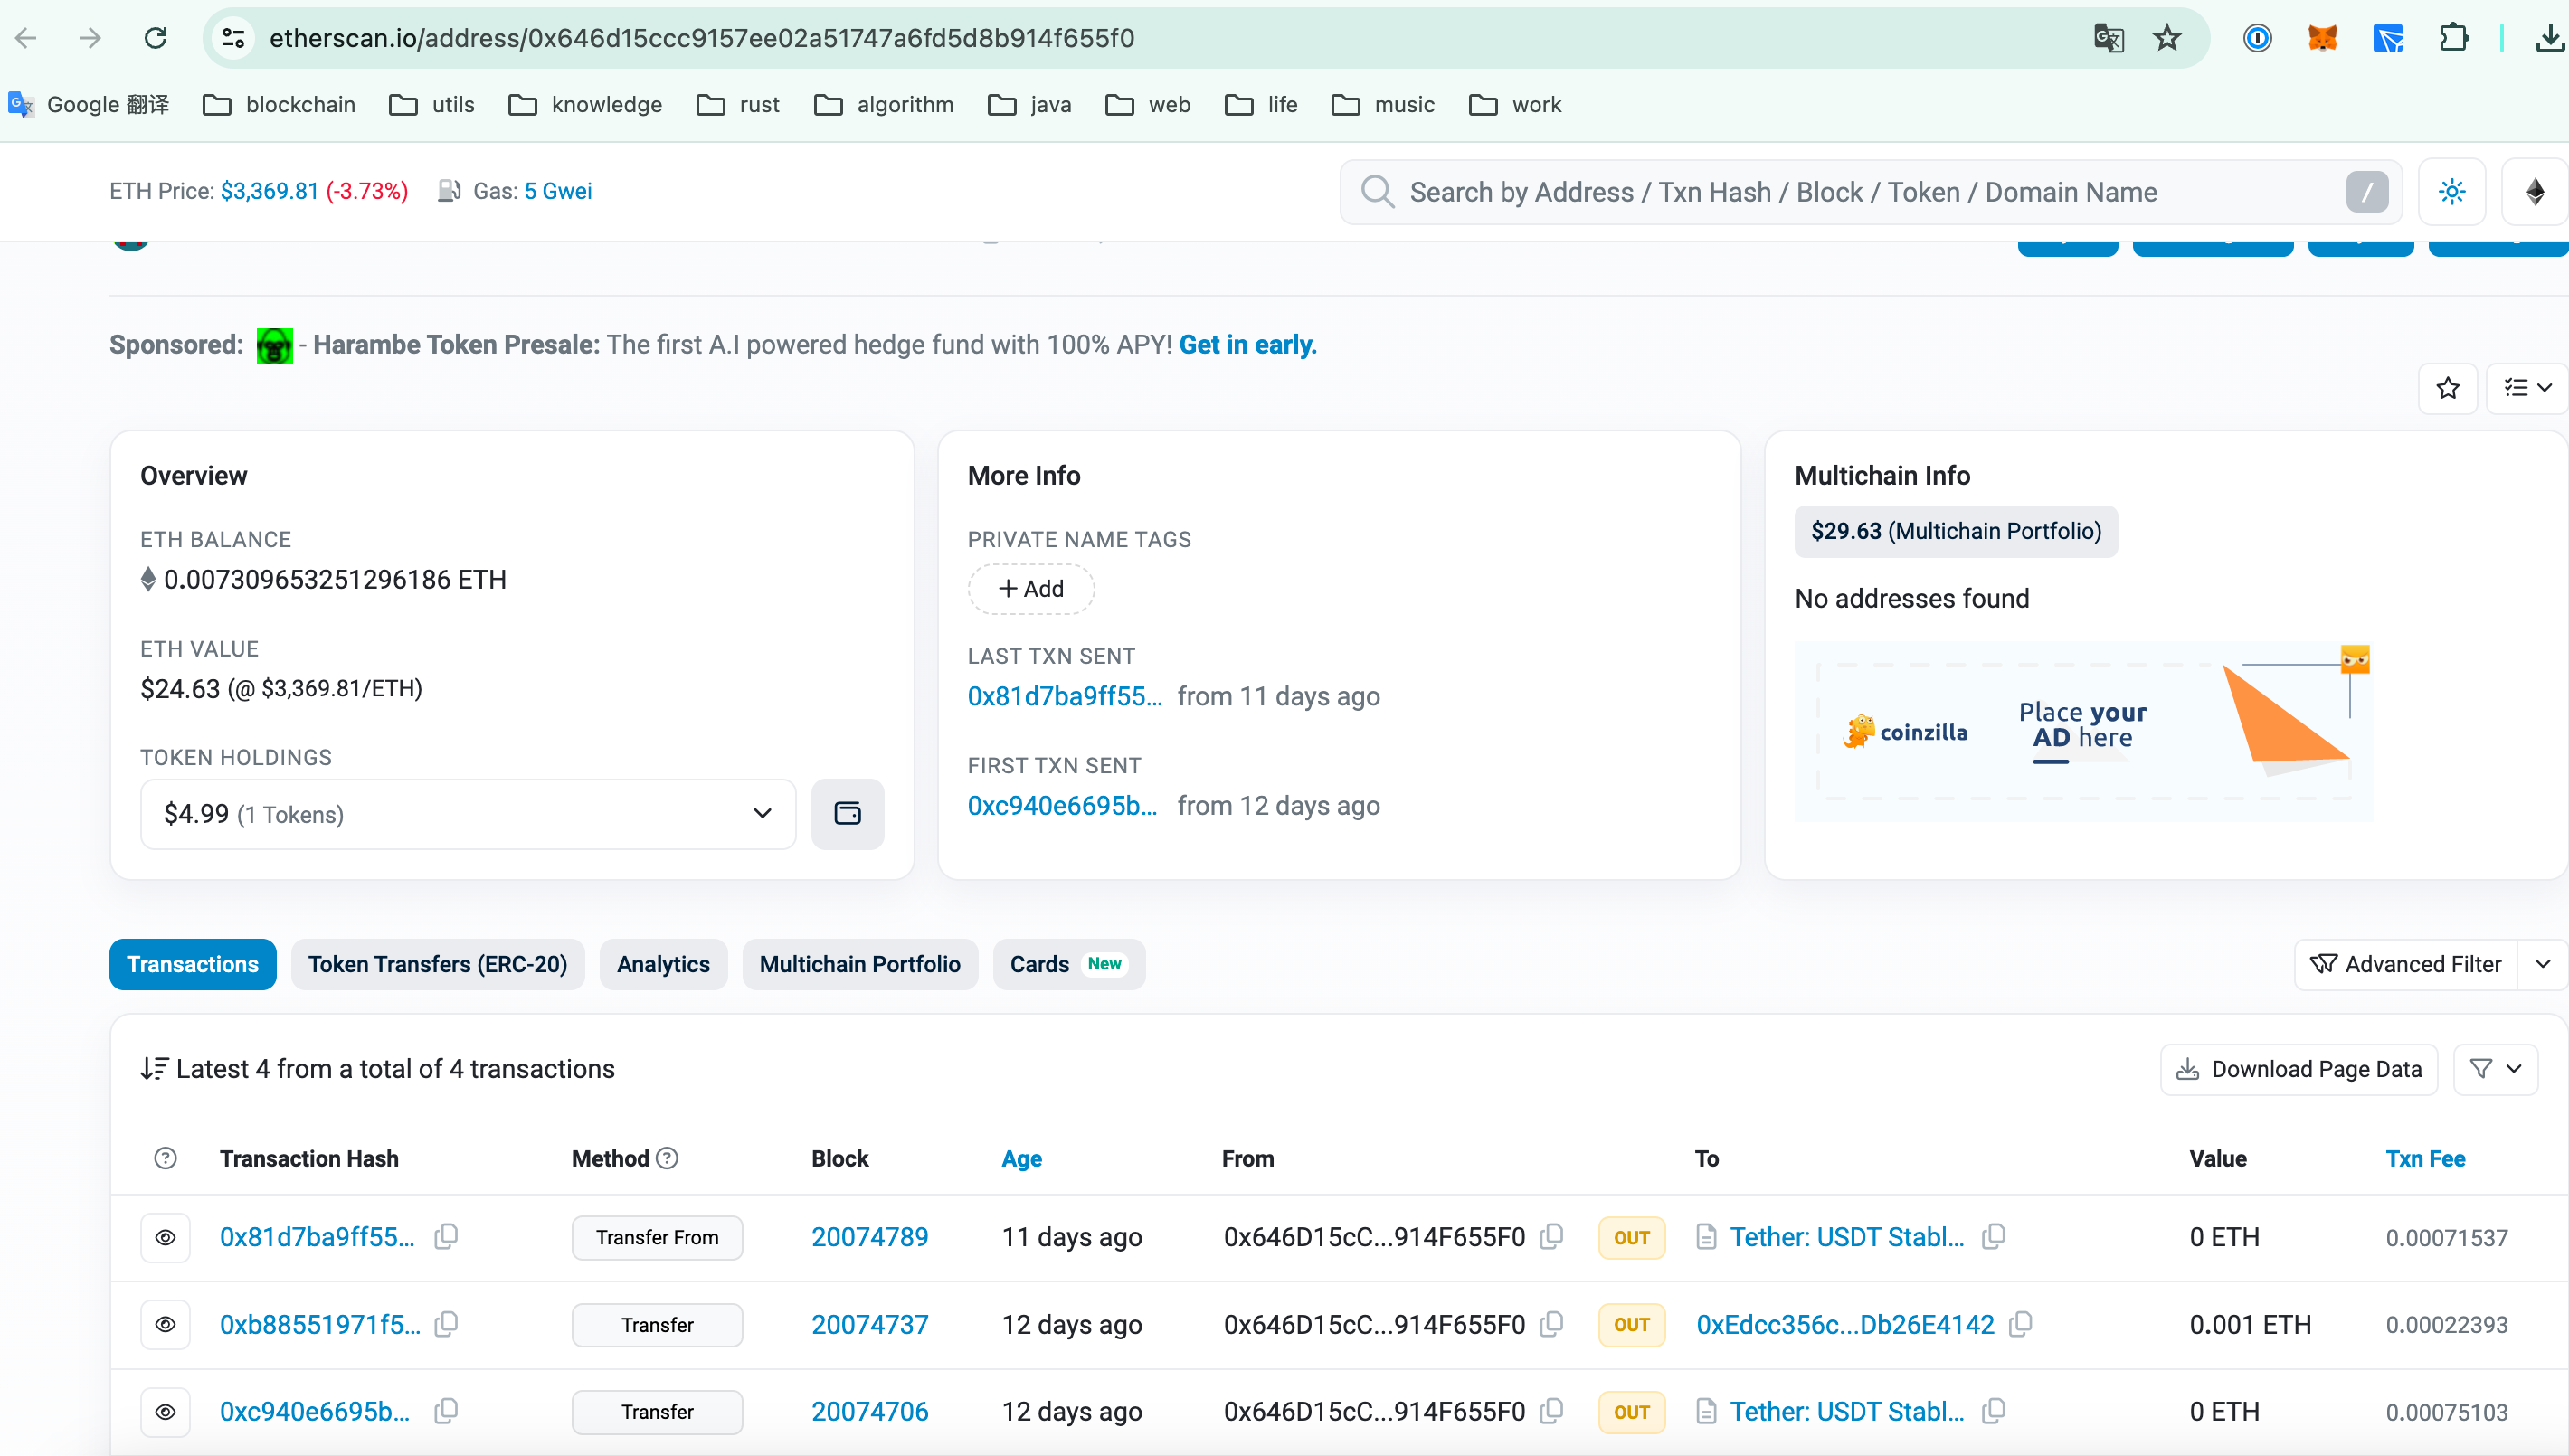 etherscan.io/address/0x646d15ccc9157ee02a51747a6fd5d8b914f655f0
Google 翻译 blockchain utils knowledge rust algorithm java web life music work
ETH Price: $3,369.81 (-3.73%) Gas: 5 Gwei
Search by Address / Txn Hash / Block / Token / Domain Name /
Sponsored: - Harambe Token Presale: The first A.I powered hedge fund with 100% APY! Get in early.
Overview
ETH BALANCE
0.007309653251296186 ETH
ETH VALUE
$24.63 (@ $3,369.81/ETH)
TOKEN HOLDINGS
$4.99 (1 Tokens)
More Info
PRIVATE NAME TAGS
+ Add
LAST TXN SENT
0x81d7ba9ff55... from 11 days ago
FIRST TXN SENT
0xc940e6695b... from 12 days ago
Multichain Info
$29.63 (Multichain Portfolio)
No addresses found
coinzilla
Place your
AD here
Transactions Token Transfers (ERC-20) Analytics Multichain Portfolio Cards New
Advanced Filter
Latest 4 from a total of 4 transactions
Download Page Data
Transaction Hash Method Block Age From To Value Txn Fee
0x81d7ba9ff55... Transfer From 20074789 11 days ago 0x646D15cC...914F655F0 OUT Tether: USDT Stabl... 0 ETH 0.00071537
0xb88551971f5... Transfer 20074737 12 days ago 0x646D15cC...914F655F0 OUT 0xEdcc356c...Db26E4142 0.001 ETH 0.00022393
0xc940e6695b... Transfer 20074706 12 days ago 0x646D15cC...914F655F0 OUT Tether: USDT Stabl... 0 ETH 0.00075103